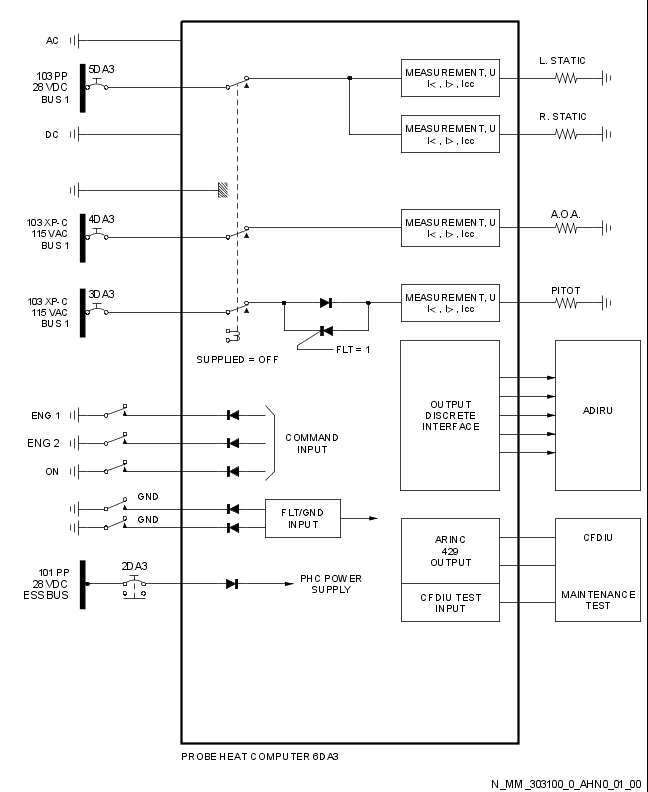 AC
103 PP
28 VDC
BUS 1
5DA3
DC
103 XP-C
115 VAC
BUS 1
4DA3
103 XP-C
115 VAC
BUS 1
3DA3
SUPPLIED = OFF
FLT = 1
MEASUREMENT, U
I< , I> , Icc
L. STATIC
MEASUREMENT, U
I< , I> , Icc
R. STATIC
MEASUREMENT, U
I< , I> , Icc
A.O.A.
MEASUREMENT, U
I< , I> , Icc
PITOT
OUTPUT
DISCRETE
INTERFACE
ADIRU
ENG 1
ENG 2
ON
COMMAND
INPUT
GND
GND
FLT/GND
INPUT
101 PP
28 VDC
ESS BUS
2DA3
PHC POWER
SUPPLY
ARINC
429
OUTPUT
CFDIU TEST
INPUT
CFDIU
MAINTENANCE
TEST
PROBE HEAT COMPUTER 6DA3
N_MM_303100_0_AHN0_01_00